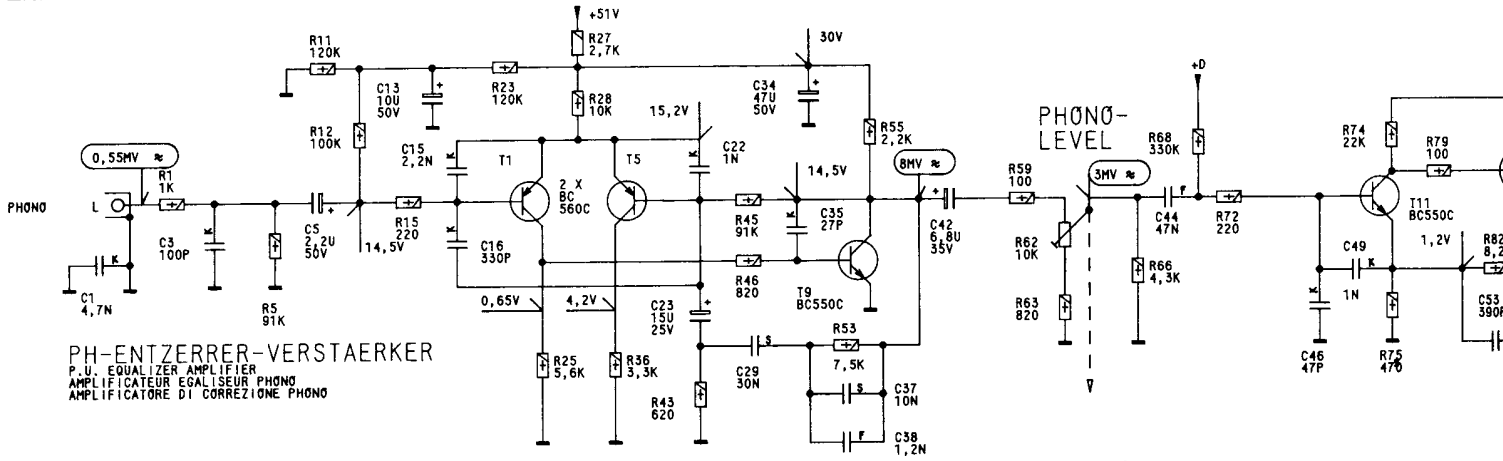 +51V
R27
2,7K
30V
R11
120K
C13
10U
50V
+
R23
120K
R28
10K
15,2V
C34
47U
50V
+
+D
PHONO-
LEVEL
R12
100K
C15
2,2N
K
T1
T5
C22
1N
K
R55
2,2K
R68
330K
R74
22K
R79
100
0,55MV ≈
R1
1K
2 X
BC
560C
14,5V
8MV ≈
R59
100
3MV ≈
PHONO
L
C5
2,2U
50V
+
14,5V
R15
220
R45
91K
C35
27P
K
C42
6,8U
35V
+
C44
47N
F
R72
220
T11
BC550C
C3
100P
K
C16
330P
K
R46
820
T9
BC550C
R62
10K
R66
4,3K
C49
1N
K
1,2V
R82
8,2
C1
4,7N
K
R5
91K
0,65V
4,2V
C23
15U
25V
+
R63
820
C46
47P
K
R75
470
C53
390P
PH-ENTZERRER-VERSTAERKER
P.U. EQUALIZER AMPLIFIER
AMPLIFICATEUR EGALISEUR PHONO
AMPLIFICATORE DI CORREZIONE PHONO
R25
5,6K
R36
3,3K
R43
620
C29
30N
S
R53
7,5K
C37
10N
S
C38
1,2N
F